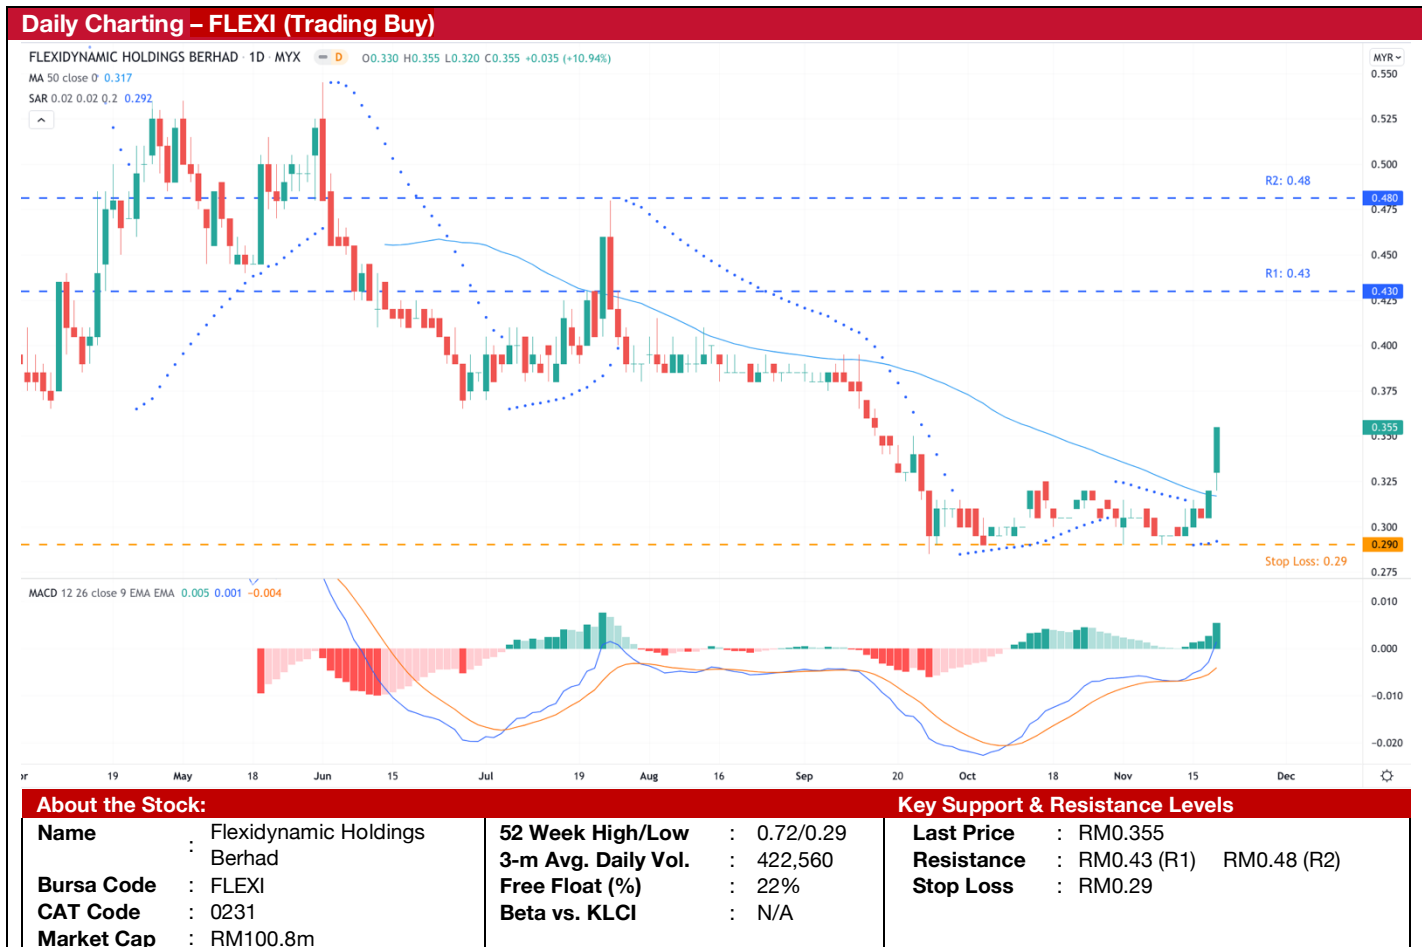 Daily Charting – FLEXI (Trading Buy)
FLEXIDYNAMIC HOLDINGS BERHAD · 1D · MYX D O0.330 H0.355 L0.320 C0.355 +0.035 (+10.94%)
MA 50 close 0 0.317
SAR 0.02 0.02 0.2 0.292
MYR
0.550
0.525
0.500
R2: 0.48
0.480
0.475
0.450
R1: 0.43
0.430
0.425
0.400
0.375
0.355
0.350
0.325
0.300
0.290
Stop Loss: 0.29
0.275
MACD 12 26 close 9 EMA EMA 0.005 0.001 −0.004
0.010
0.000
−0.010
−0.020
or 19 May 18 Jun 15 Jul 19 Aug 16 Sep 20 Oct 18 Nov 15 Dec
About the Stock: Key Support & Resistance Levels
Name : Flexidynamic Holdings Berhad
Bursa Code : FLEXI
CAT Code : 0231
Market Cap : RM100.8m
52 Week High/Low : 0.72/0.29
3-m Avg. Daily Vol. : 422,560
Free Float (%) : 22%
Beta vs. KLCI : N/A
Last Price : RM0.355
Resistance : RM0.43 (R1) RM0.48 (R2)
Stop Loss : RM0.29